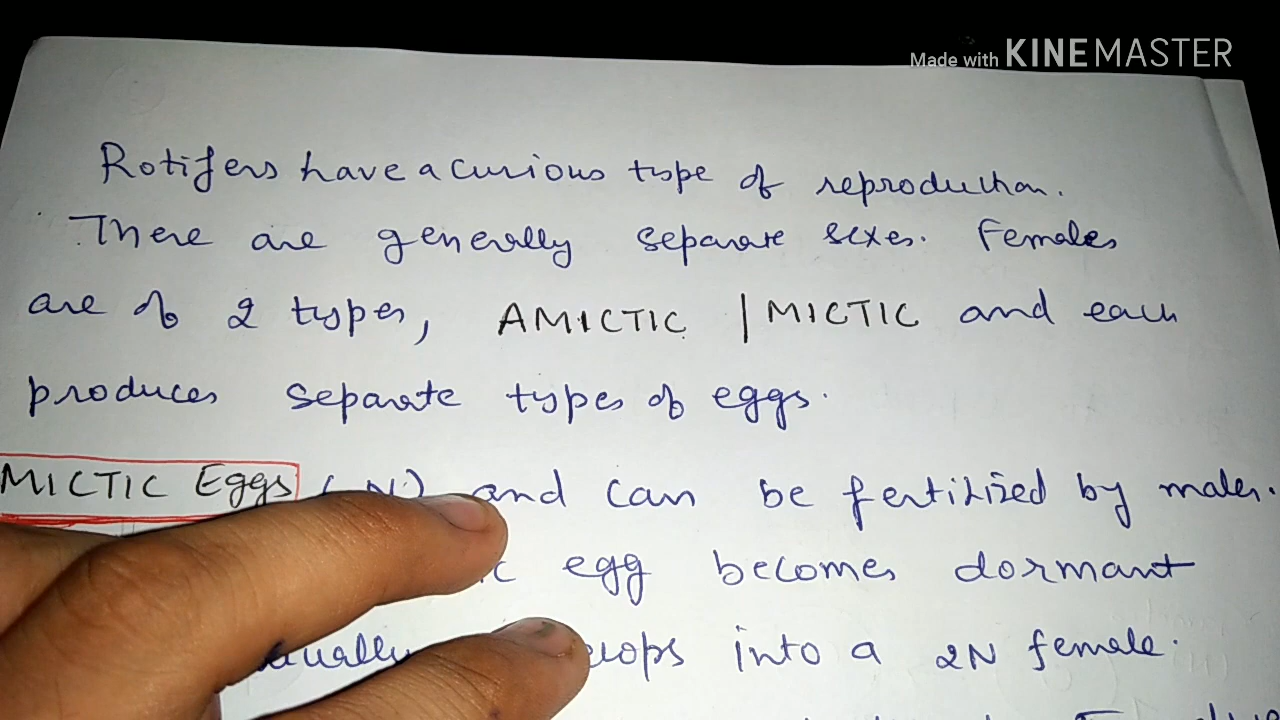 Made with KINEMASTER
Rotifers have a curious type of reproduction.
There are generally separate sexes. Females
are of 2 types, AMICTIC | MICTIC and each
produces separate types of eggs.
MICTIC Eggs (N) and can be fertilized by males.
egg becomes dormant
into a 2N female.